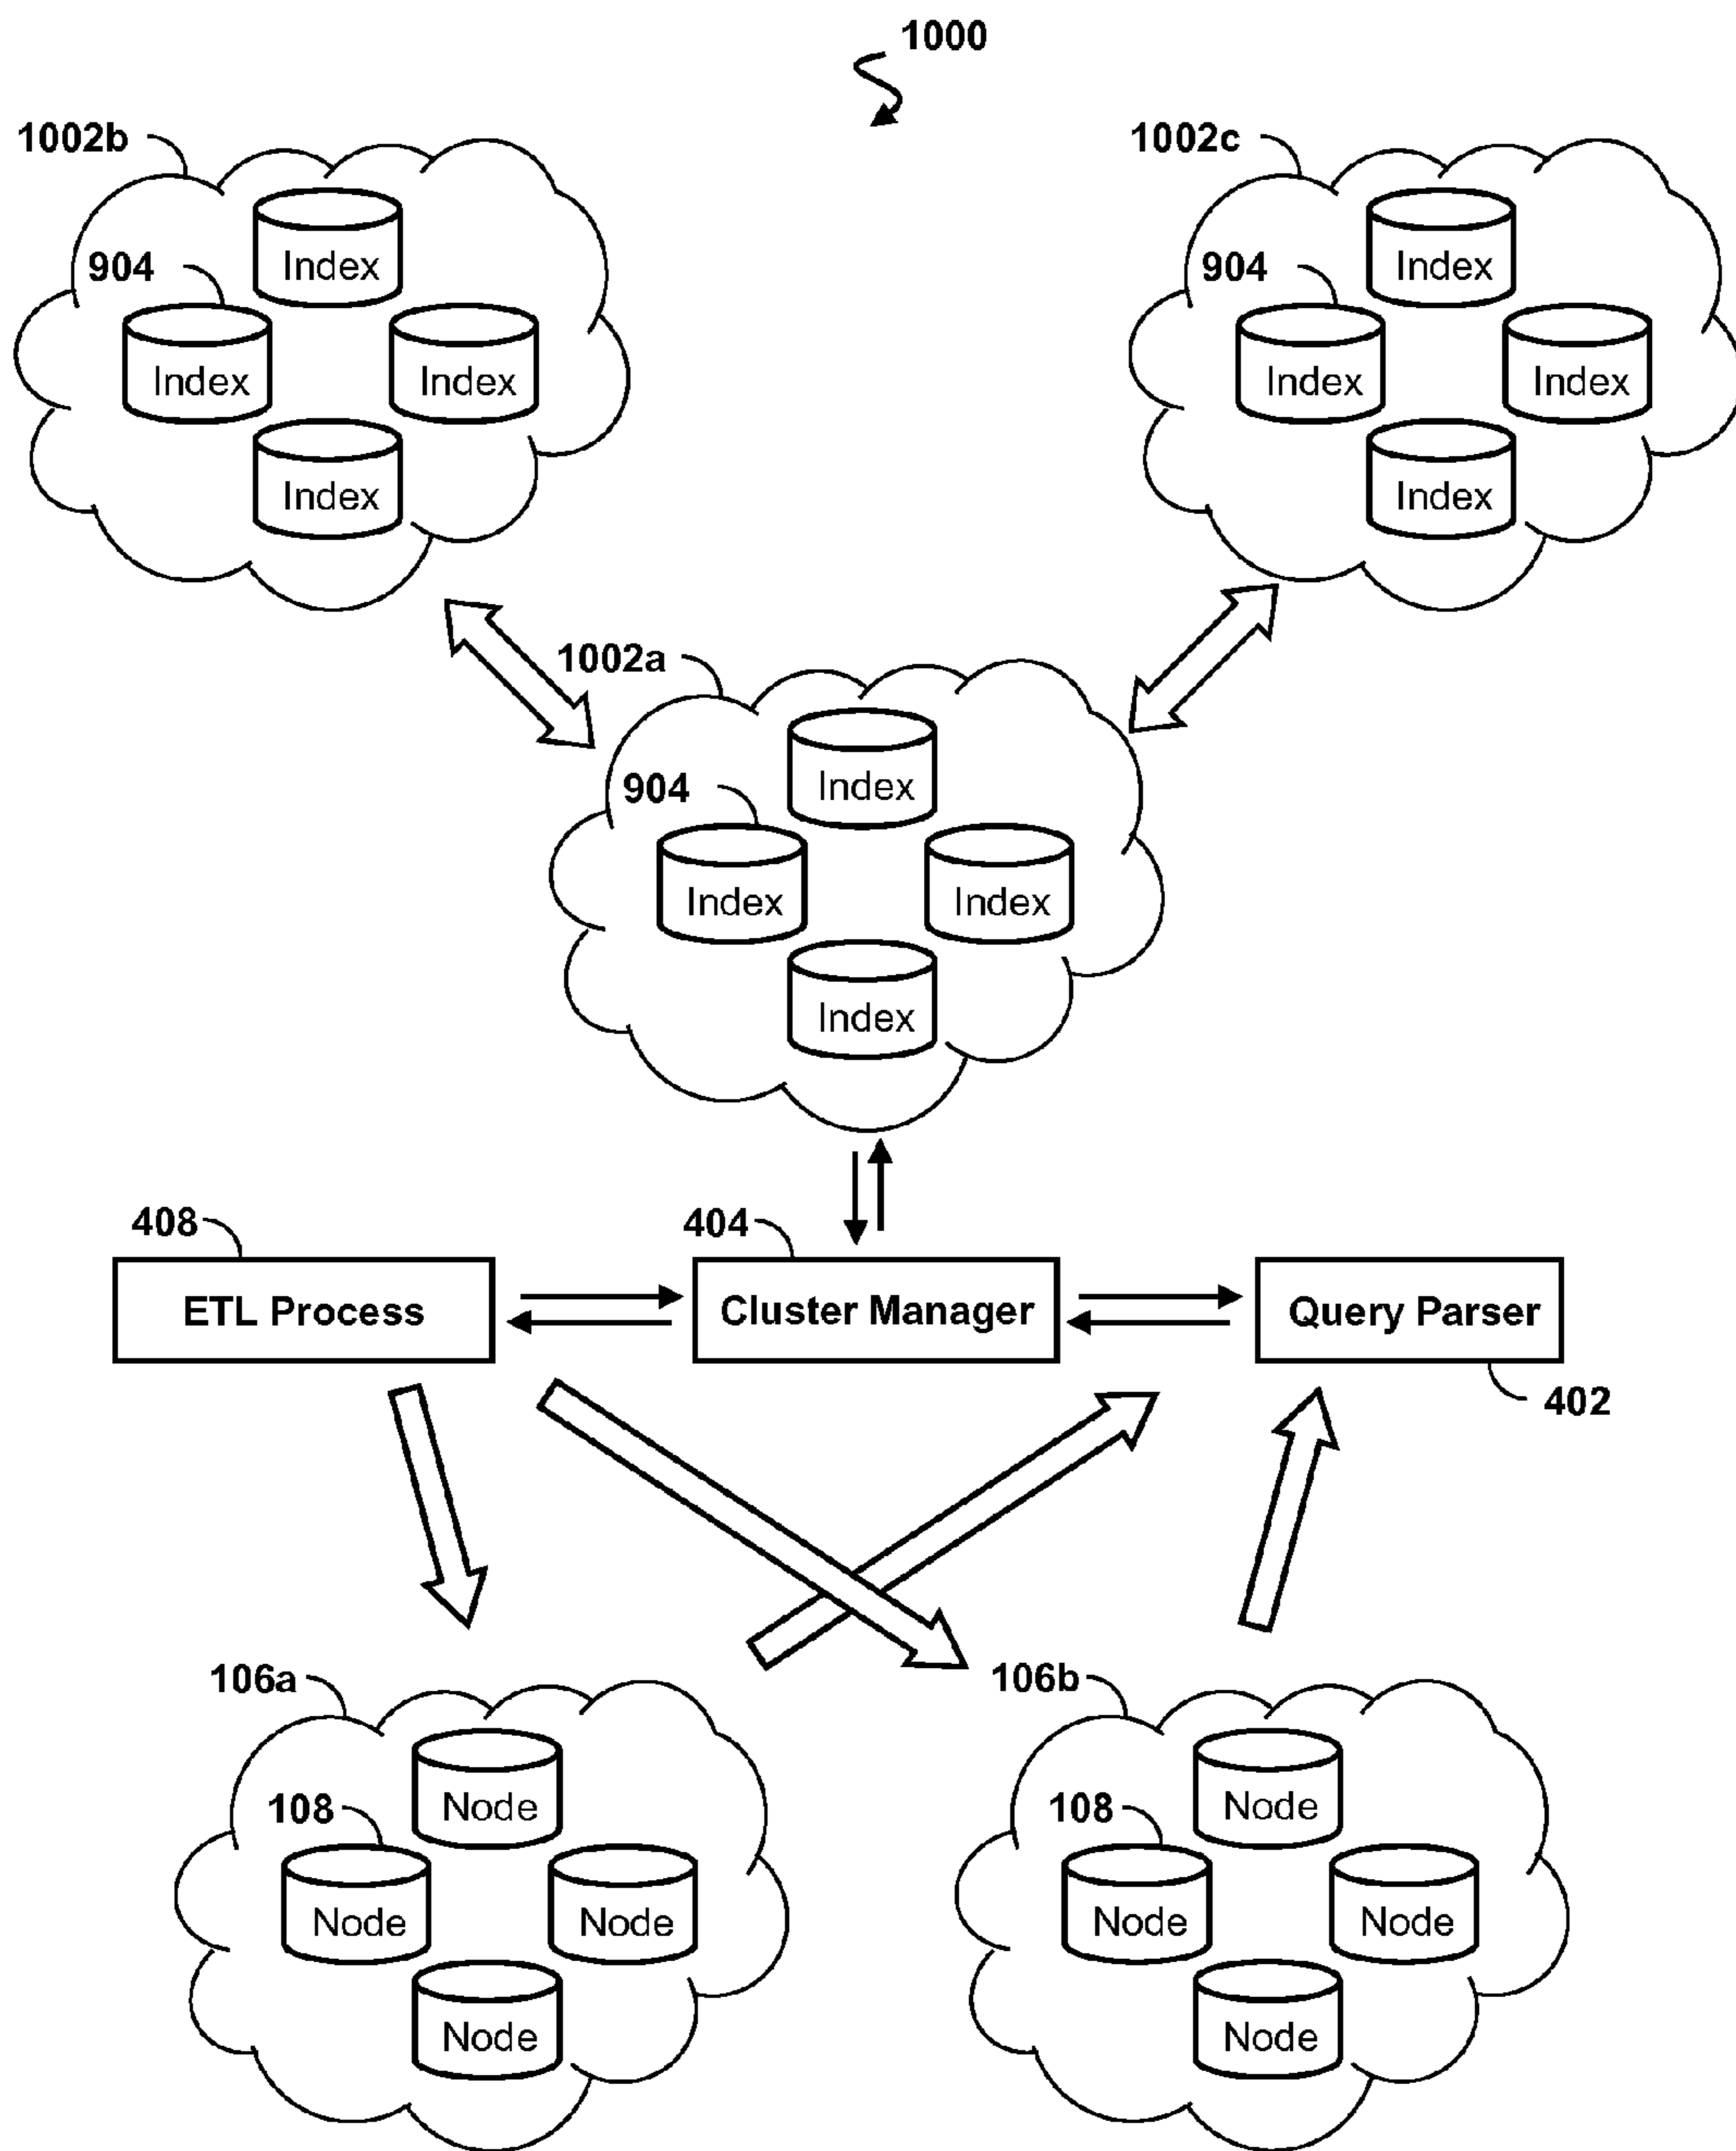 1000
1002b
1002c
Index
Index
904
904
Index
Index
Index
Index
Index
Index
1002a
Index
904
Index
Index
Index
408
404
ETL Process
Cluster Manager
Query Parser
402
106a
106b
Node
Node
108
108
Node
Node
Node
Node
Node
Node